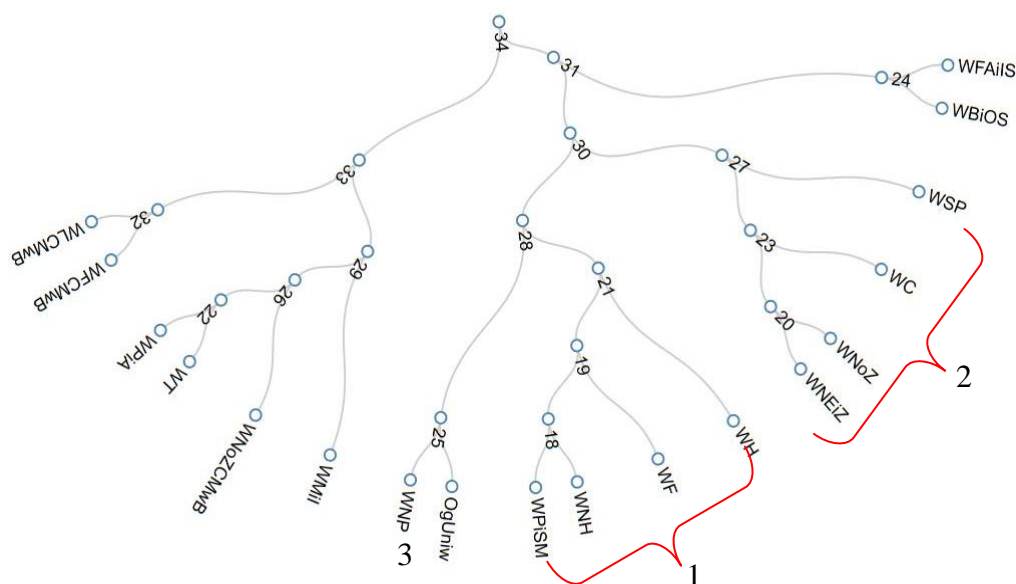 34
31
24
WFAiIS
WBiOS
30
33
27
WSP
32
WLCMwB
WFCMwB
28
23
WC
29
21
26
22
20
WPiA
WT
WNoZ
WNEiZ
2
19
WNoZCMwB
WMiI
25
18
WH
WF
WNP
OgUniw
WPiSM
WNH
3
1